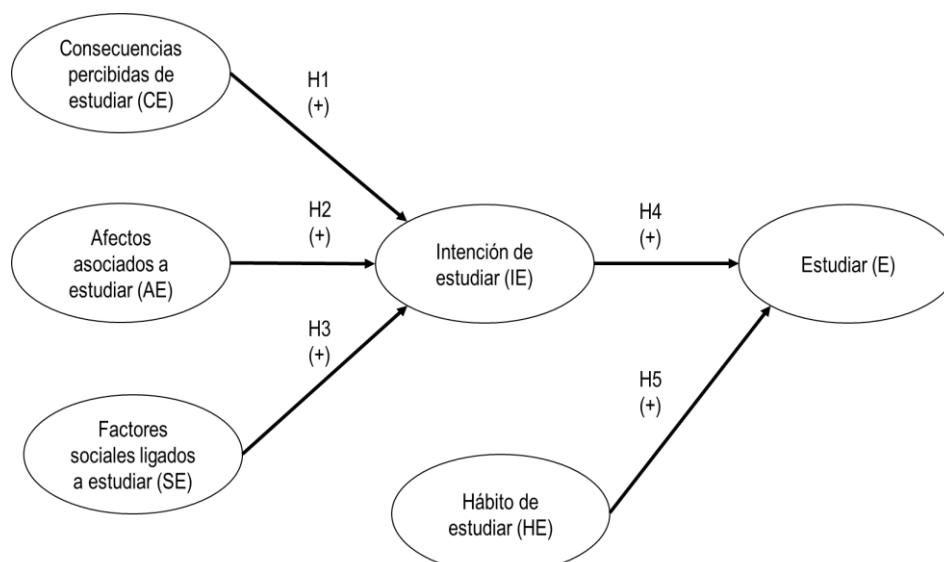 Consecuencias
percibidas de
estudiar (CE)
H1
(+)
Afectos
asociados a
estudiar (AE)
H2
(+)
Factores
sociales ligados
a estudiar (SE)
H3
(+)
Intención de
estudiar (IE)
H4
(+)
Estudiar (E)
H5
(+)
Hábito de
estudiar (HE)